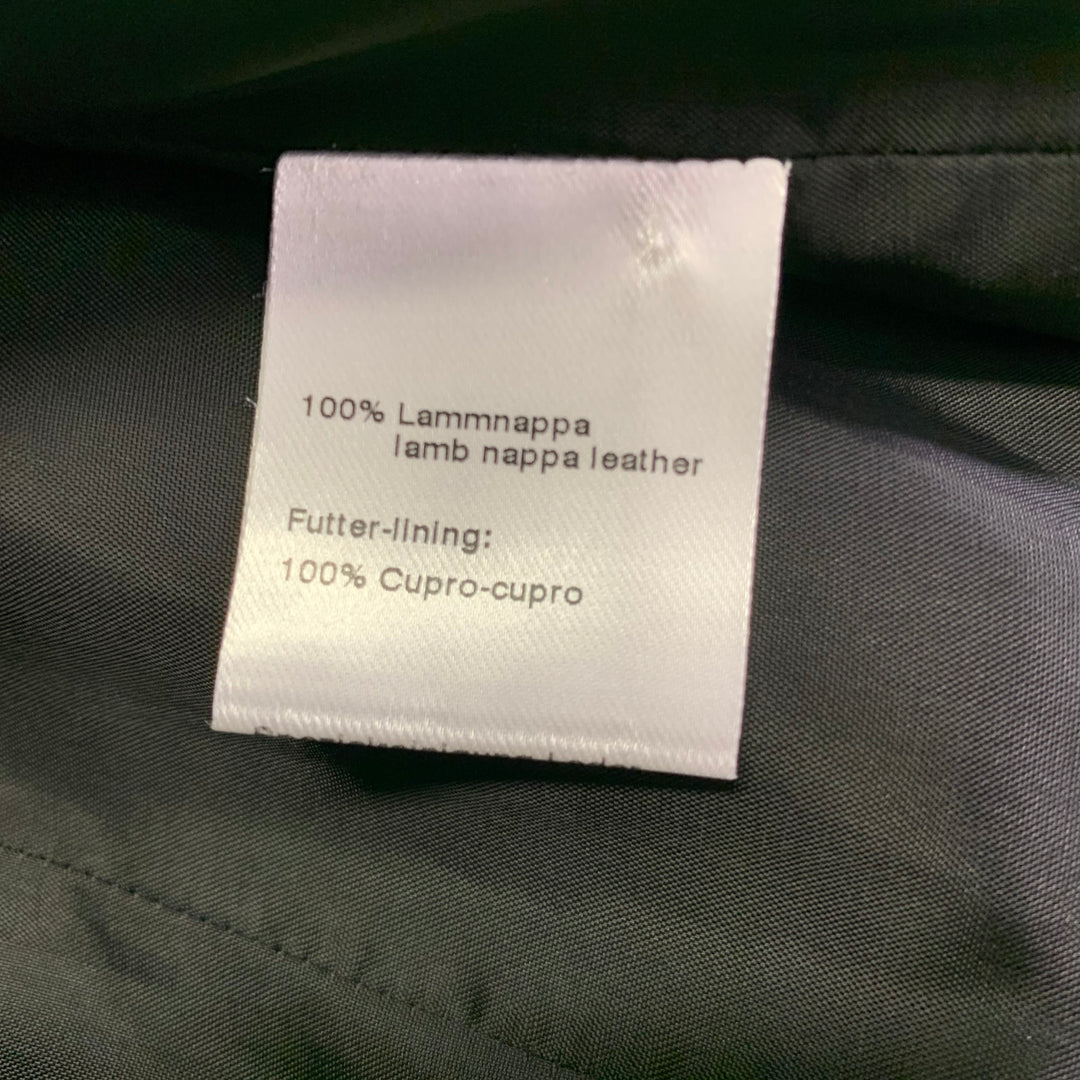 100% Lammnappa
lamb nappa leather
Futter-lining:
100% Cupro-cupro